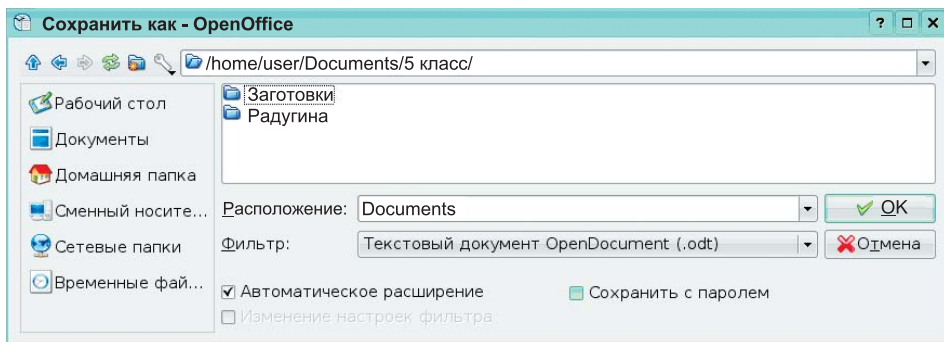 Сохранить как - OpenOffice
/home/user/Documents/5 класс/
Рабочий стол
Документы
Домашняя папка
Сменный носите...
Сетевые папки
Временные фай...
Заготовки
Радугина
Расположение: Documents
OK
Фильтр: Текстовый документ OpenDocument (.odt)
Отмена
Автоматическое расширение
Сохранить с паролем
Изменение настроек фильтра